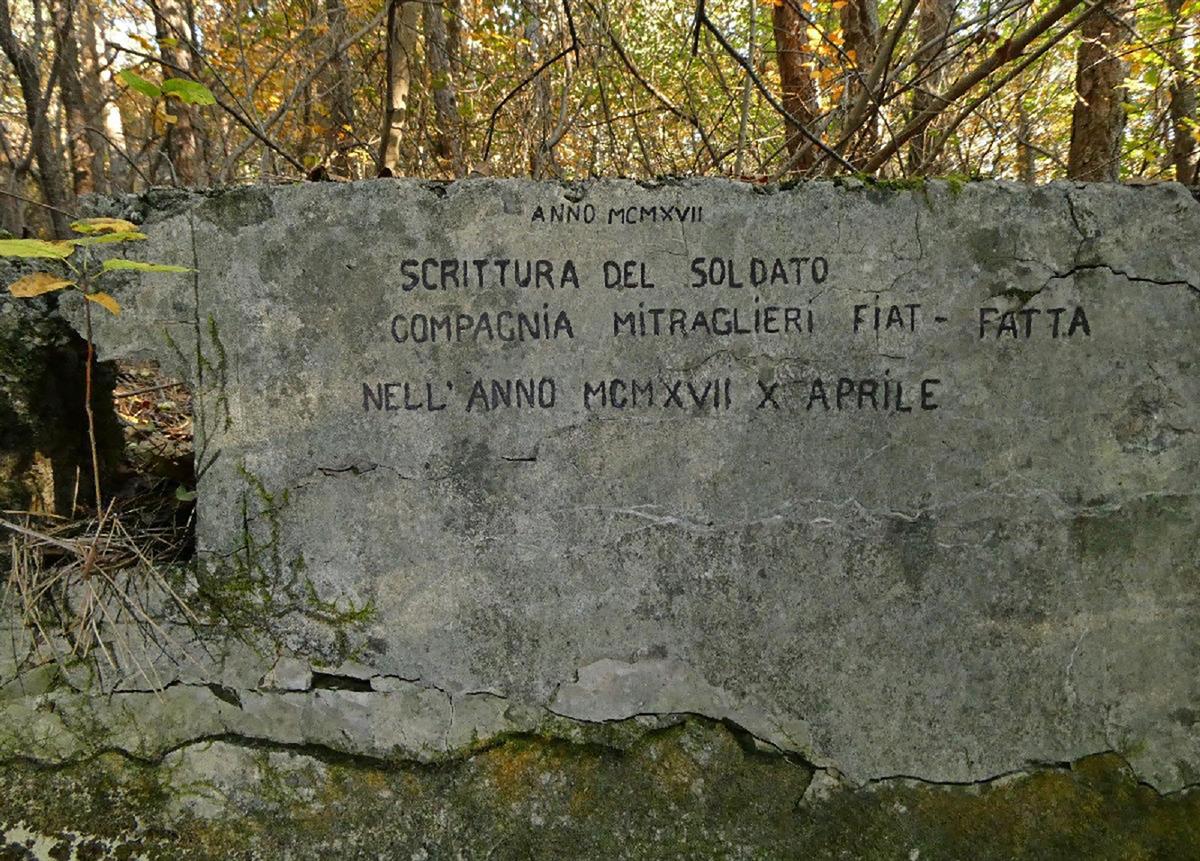 ANNO MCMXVII
SCRITTURA DEL SOLDATO
COMPAGNIA MITRAGLIERI FIAT - FATTA
NELL'ANNO MCMXVII X APRILE